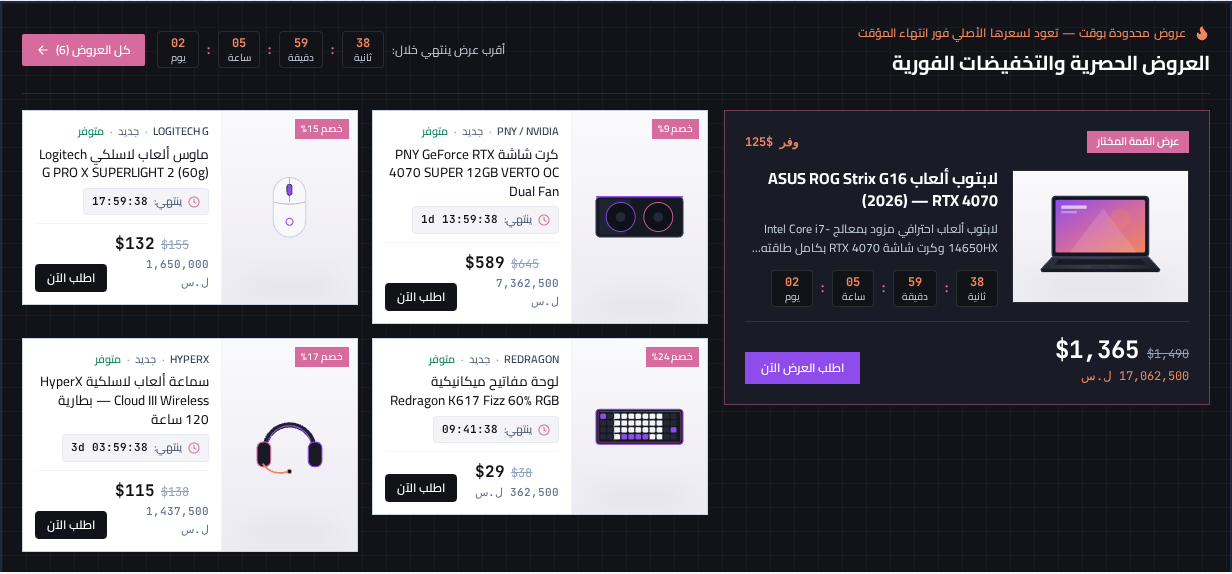 عروض محدودة بوقت — تعود لسعرها الأصلي فور انتهاء المؤقت
العروض الحصرية والتخفيضات الفورية
أقرب عرض ينتهي خلال:
38 : 59 : 05 : 02
ثانية دقيقة ساعة يوم
كل العروض (6) ←
عرض القمة المختار
وفر $125
لابتوب ألعاب ASUS ROG Strix G16
(2026) — RTX 4070
لابتوب ألعاب احترافي مزود بمعالج Intel Core i7-
14650HX وكرت شاشة RTX 4070 بكامل طاقته...
38 : 59 : 05 : 02
ثانية دقيقة ساعة يوم
$1,490 $1,365
17,062,500 ل.س
اطلب العرض الآن
خصم 9%
PNY / NVIDIA · جديد · متوفر
كرت شاشة PNY GeForce RTX
4070 SUPER 12GB VERTO OC
Dual Fan
ينتهي: 1d 13:59:38
$645 $589
7,362,500
ل.س
اطلب الآن
خصم 15%
LOGITECH G · جديد · متوفر
ماوس ألعاب لاسلكي Logitech
G PRO X SUPERLIGHT 2 (60g)
ينتهي: 17:59:38
$155 $132
1,650,000
ل.س
اطلب الآن
خصم 24%
REDRAGON · جديد · متوفر
لوحة مفاتيح ميكانيكية
Redragon K617 Fizz 60% RGB
ينتهي: 09:41:38
$38 $29
362,500 ل.س
اطلب الآن
خصم 17%
HYPERX · جديد · متوفر
سماعة ألعاب لاسلكية HyperX
Cloud III Wireless — بطارية
120 ساعة
ينتهي: 3d 03:59:38
$138 $115
1,437,500
ل.س
اطلب الآن